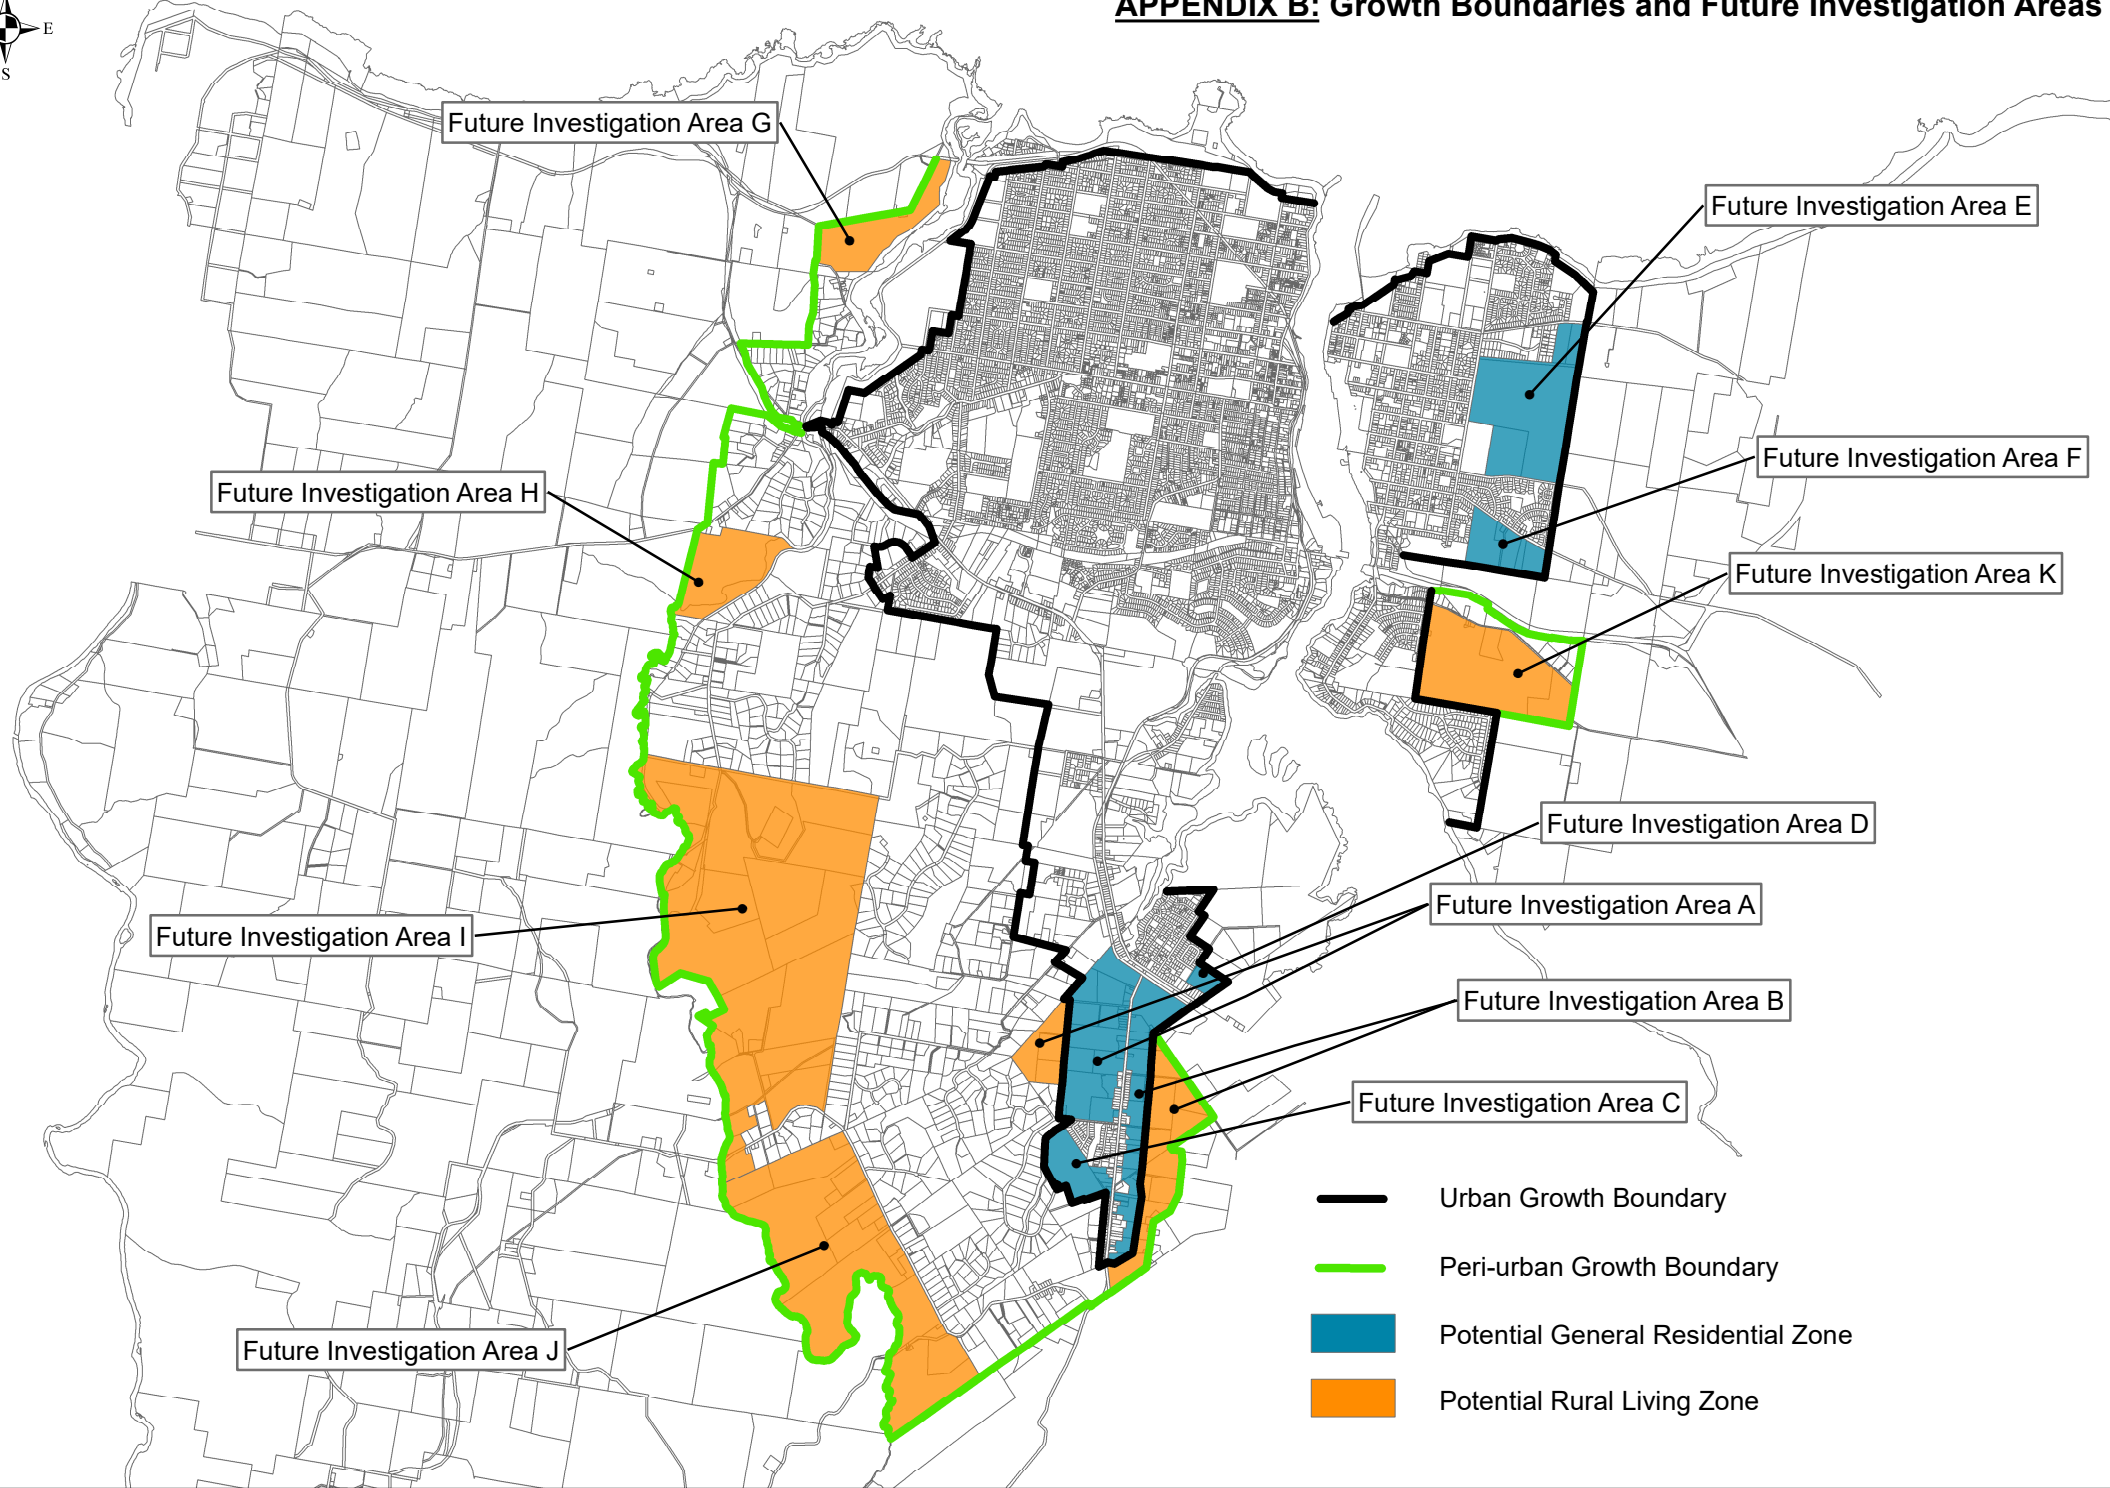 APPENDIX B: Growth Boundaries and Future Investigation Areas
E
S
Future Investigation Area G
Future Investigation Area E
Future Investigation Area F
Future Investigation Area H
Future Investigation Area K
Future Investigation Area D
Future Investigation Area A
Future Investigation Area I
Future Investigation Area B
Future Investigation Area C
Urban Growth Boundary
Peri-urban Growth Boundary
Potential General Residential Zone
Future Investigation Area J
Potential Rural Living Zone